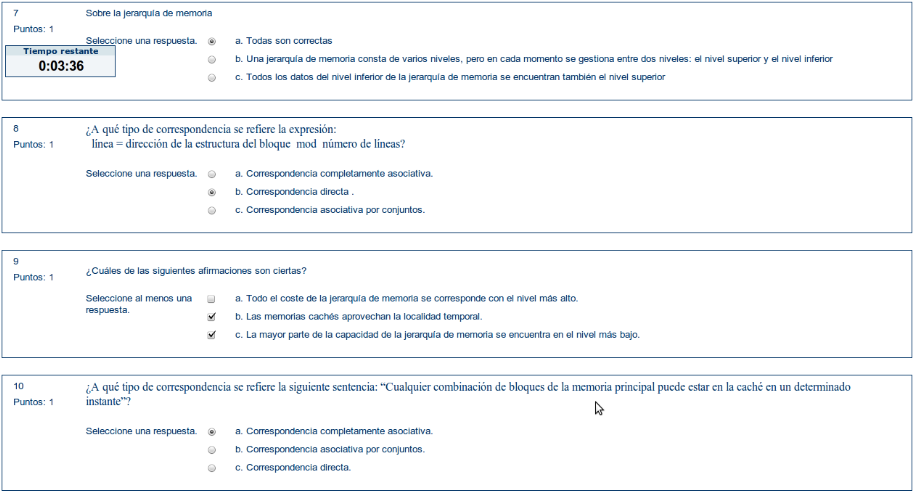 7 Sobre la jerarquía de memoria
Puntos: 1
Seleccione una respuesta. a. Todas son correctas
Tiempo restante
0:03:36
b. Una jerarquía de memoria consta de varios niveles, pero en cada momento se gestiona entre dos niveles: el nivel superior y el nivel inferior
c. Todos los datos del nivel inferior de la jerarquía de memoria se encuentran también el nivel superior
8 ¿A qué tipo de correspondencia se refiere la expresión:
Puntos: 1 línea = dirección de la estructura del bloque mod número de líneas?
Seleccione una respuesta. a. Correspondencia completamente asociativa.
b. Correspondencia directa .
c. Correspondencia asociativa por conjuntos.
9
Puntos: 1 ¿Cuáles de las siguientes afirmaciones son ciertas?
Seleccione al menos una a. Todo el coste de la jerarquía de memoria se corresponde con el nivel más alto.
respuesta.
b. Las memorias cachés aprovechan la localidad temporal.
c. La mayor parte de la capacidad de la jerarquía de memoria se encuentra en el nivel más bajo.
10 ¿A qué tipo de correspondencia se refiere la siguiente sentencia: “Cualquier combinación de bloques de la memoria principal puede estar en la caché en un determinado
Puntos: 1 instante”?
Seleccione una respuesta. a. Correspondencia completamente asociativa.
b. Correspondencia asociativa por conjuntos.
c. Correspondencia directa.